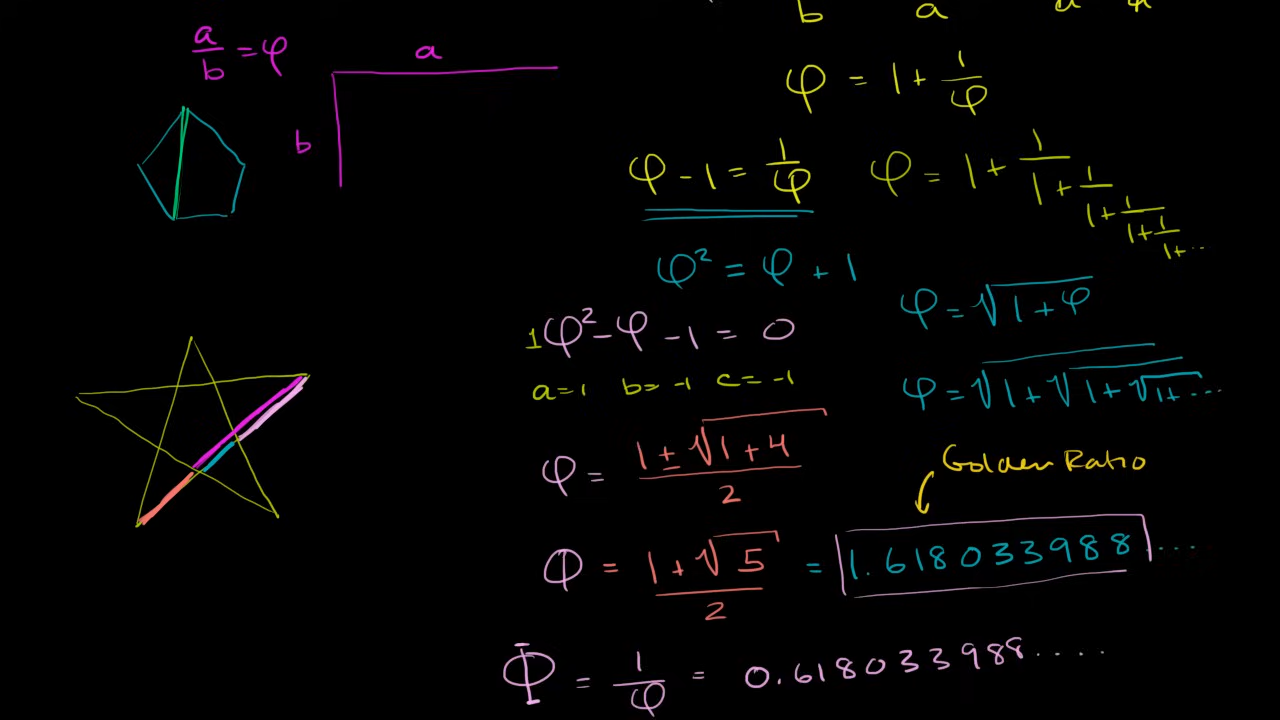 b a a φ
a/b = φ
a
b
φ = 1 + 1/φ
φ - 1 = 1/φ
φ = 1 + 1/(1 + 1/(1 + 1/(1 + 1/(1 + ...
φ² = φ + 1
φ = √(1 + φ)
1φ² - φ - 1 = 0
a = 1 b = -1 c = -1
φ = √(1 + √(1 + √(1 + ...
φ = (1 ± √(1 + 4))/2
Golden Ratio
φ = (1 + √5)/2 = 1.618033988....
Φ = 1/φ = 0.618033988....